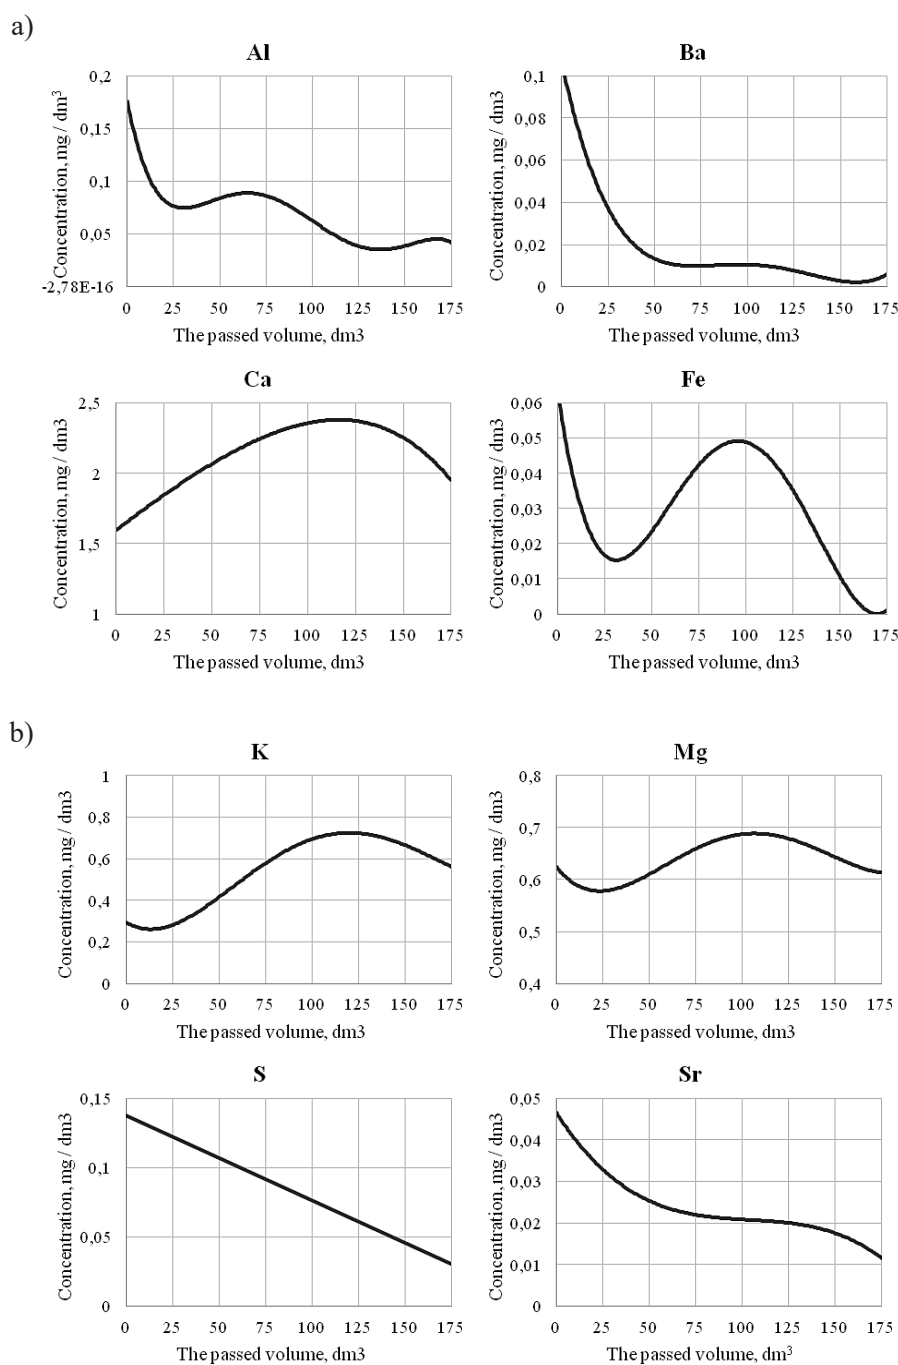 a)
Al
Concentration, mg / dm³
0,2
0,15
0,1
0,05
-2,78E-16
0 25 50 75 100 125 150 175
The passed volume, dm3
Ba
Concentration, mg / dm3
0,1
0,08
0,06
0,04
0,02
0
0 25 50 75 100 125 150 175
The passed volume, dm3
Ca
Concentration, mg / dm3
2,5
2
1,5
1
0 25 50 75 100 125 150 175
The passed volume, dm3
Fe
Concentration, mg / dm3
0,06
0,05
0,04
0,03
0,02
0,01
0
0 25 50 75 100 125 150 175
The passed volume, dm3
b)
K
Concentration, mg / dm3
1
0,8
0,6
0,4
0,2
0
0 25 50 75 100 125 150 175
The passed volume, dm3
Mg
Concentration, mg / dm3
0,8
0,7
0,6
0,5
0,4
0 25 50 75 100 125 150 175
The passed volume, dm3
S
Concentration, mg / dm3
0,15
0,1
0,05
0
0 25 50 75 100 125 150 175
The passed volume, dm3
Sr
Concentration, mg / dm3
0,05
0,04
0,03
0,02
0,01
0
0 25 50 75 100 125 150 175
The passed volume, dm³